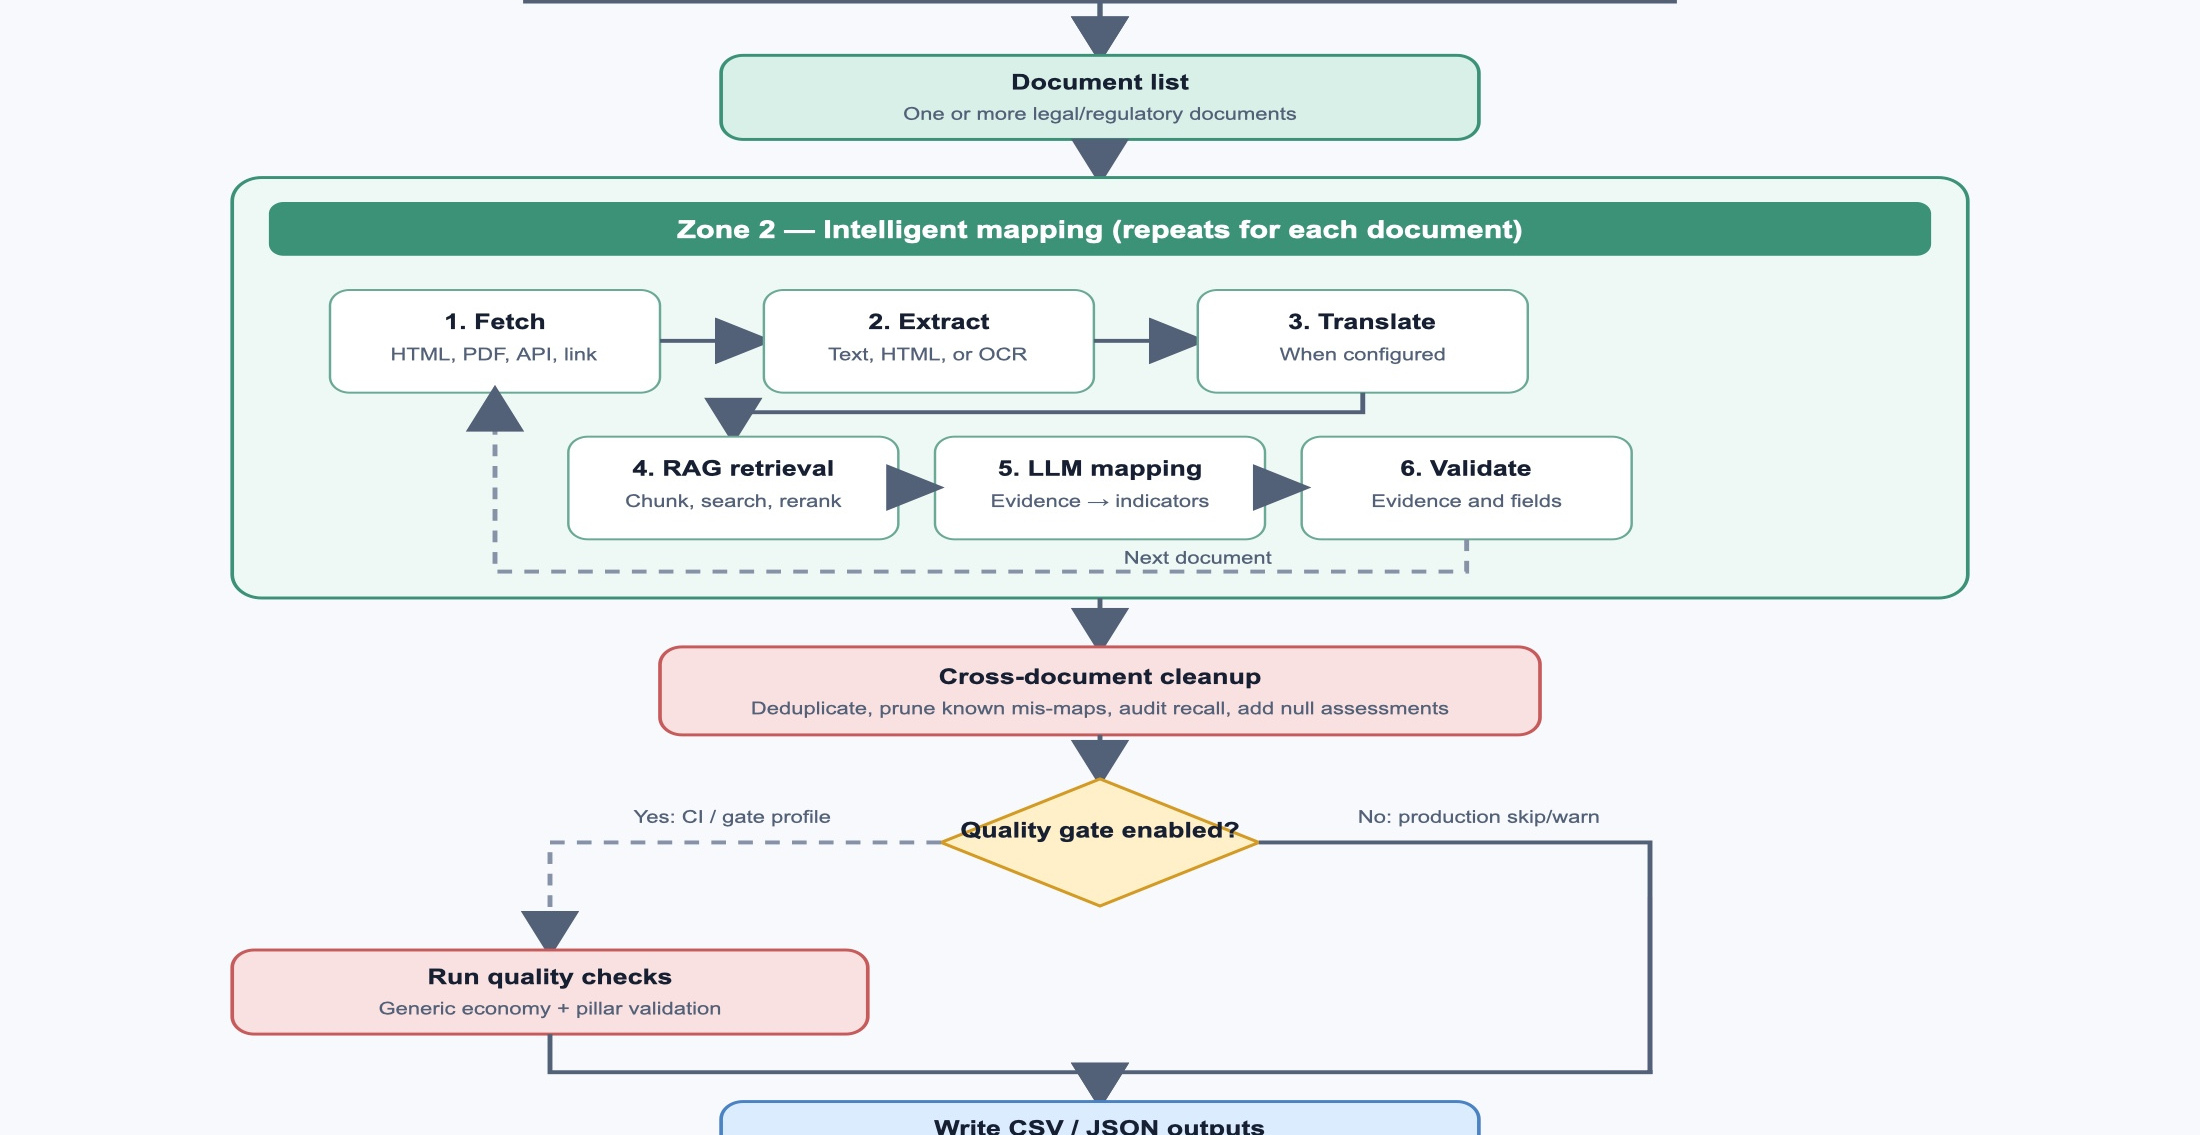 Document list
One or more legal/regulatory documents
Zone 2 — Intelligent mapping (repeats for each document)
1. Fetch
HTML, PDF, API, link
2. Extract
Text, HTML, or OCR
3. Translate
When configured
4. RAG retrieval
Chunk, search, rerank
5. LLM mapping
Evidence → indicators
6. Validate
Evidence and fields
Next document
Cross-document cleanup
Deduplicate, prune known mis-maps, audit recall, add null assessments
Quality gate enabled?
Yes: CI / gate profile
No: production skip/warn
Run quality checks
Generic economy + pillar validation
Write CSV / JSON outputs